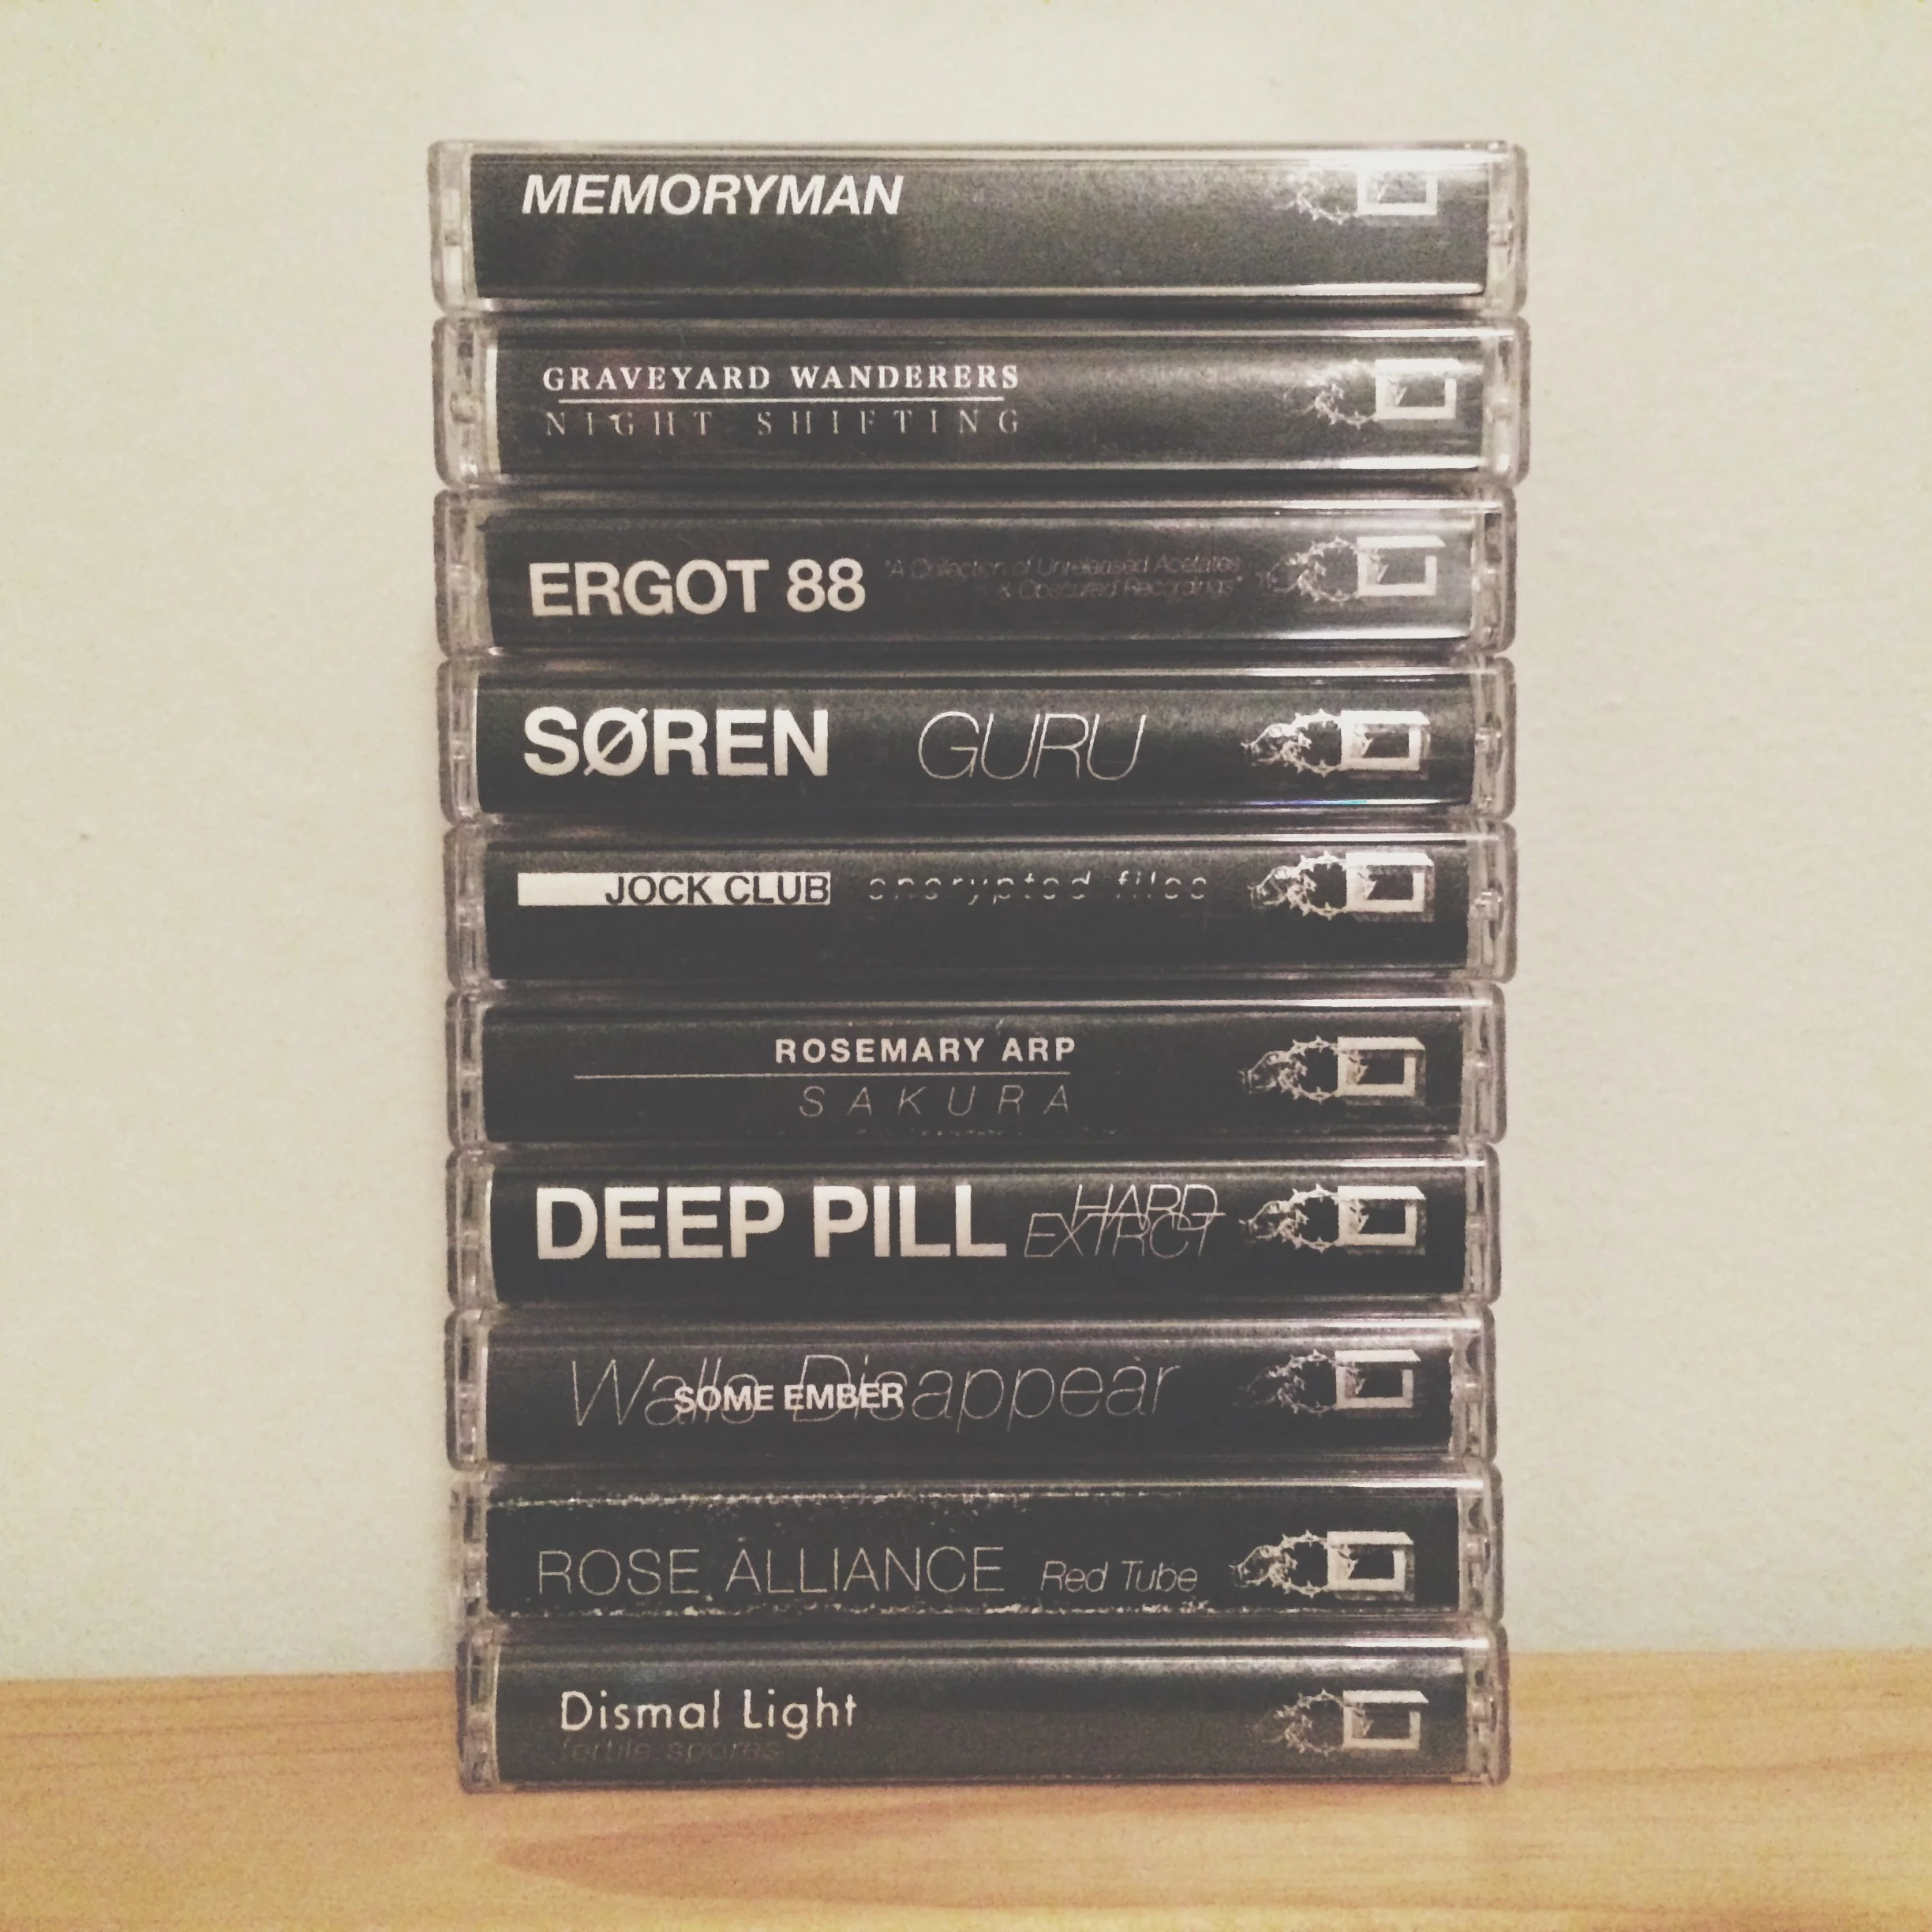 MEMORYMAN
GRAVEYARD WANDERERS
NIGHT SHIFTING
ERGOT 88 "A Collection of Unreleased Acetates
& Obscured Recordings"
SØREN GURU
JOCK CLUB encrypted files
ROSEMARY ARP
SAKURA
DEEP PILL HARD
EXTRCT
Walls Disappear
SOME EMBER
ROSE ALLIANCE Red Tube
Dismal Light
fertile spores